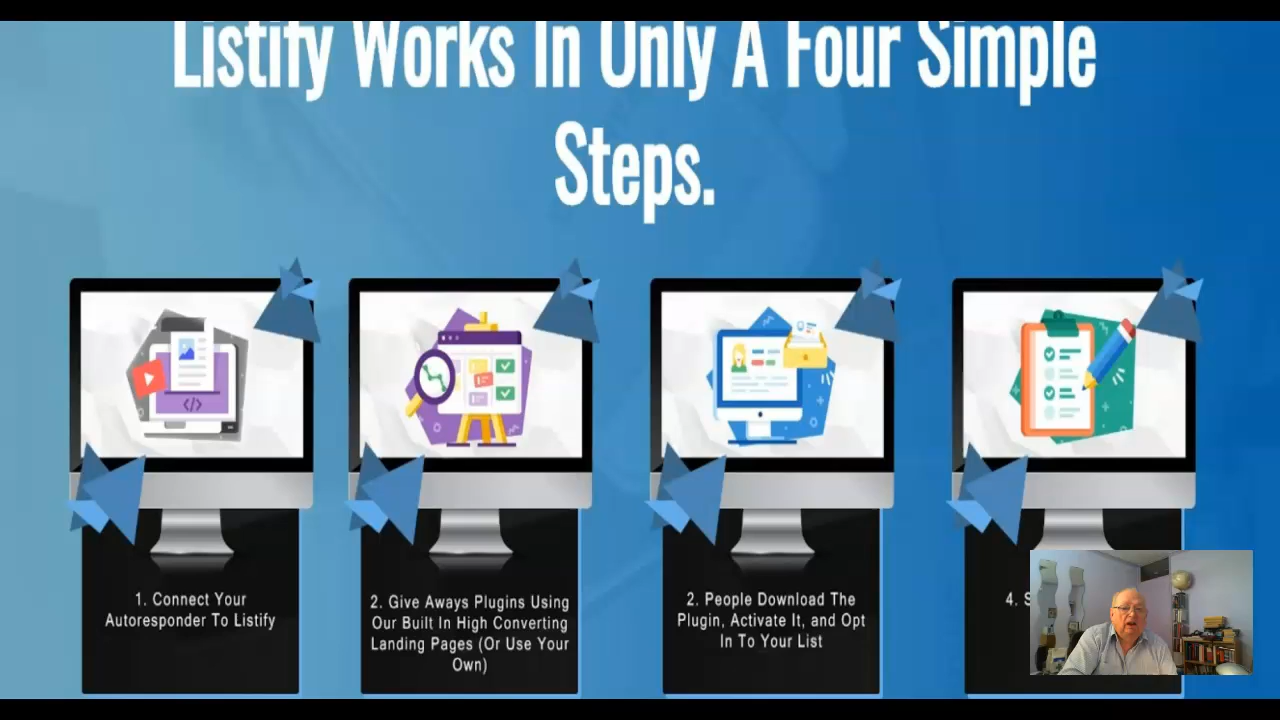 Listify Works In Only A Four Simple
Steps.
1. Connect Your
Autoresponder To Listify
2. Give Aways Plugins Using
Our Built In High Converting
Landing Pages (Or Use Your
Own)
2. People Download The
Plugin, Activate It, and Opt
In To Your List
4.